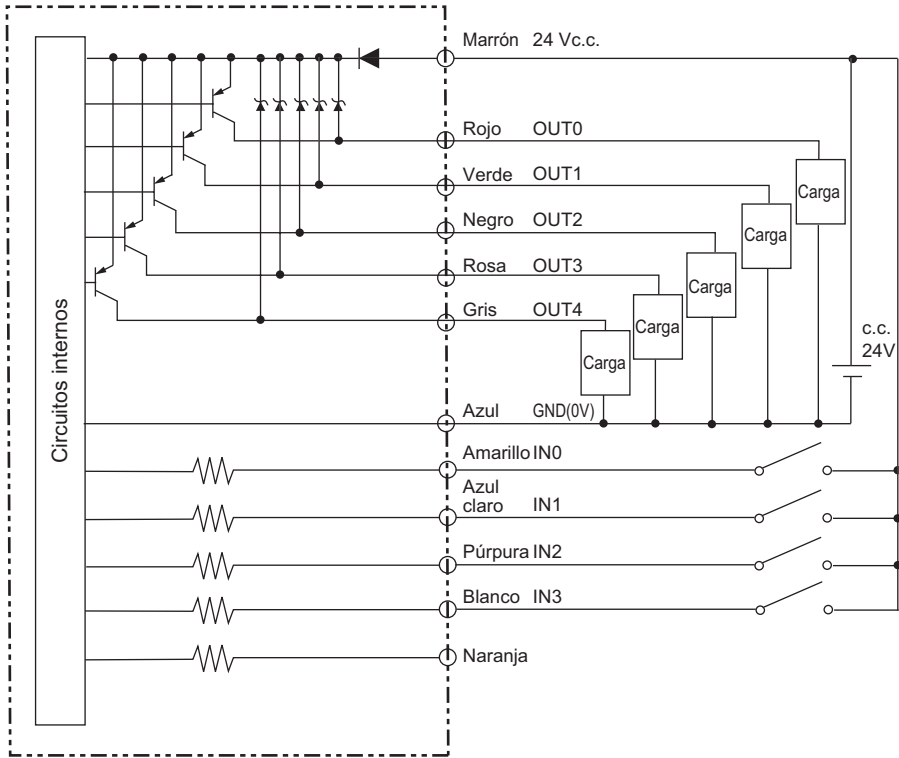 Marrón 24 Vc.c.
Rojo OUT0
Carga
Verde OUT1
Carga
Negro OUT2
Carga
Rosa OUT3
Carga
Gris OUT4
Carga
c.c.
24V
Circuitos internos
Azul GND(0V)
Amarillo IN0
Azul
claro IN1
Púrpura IN2
Blanco IN3
Naranja